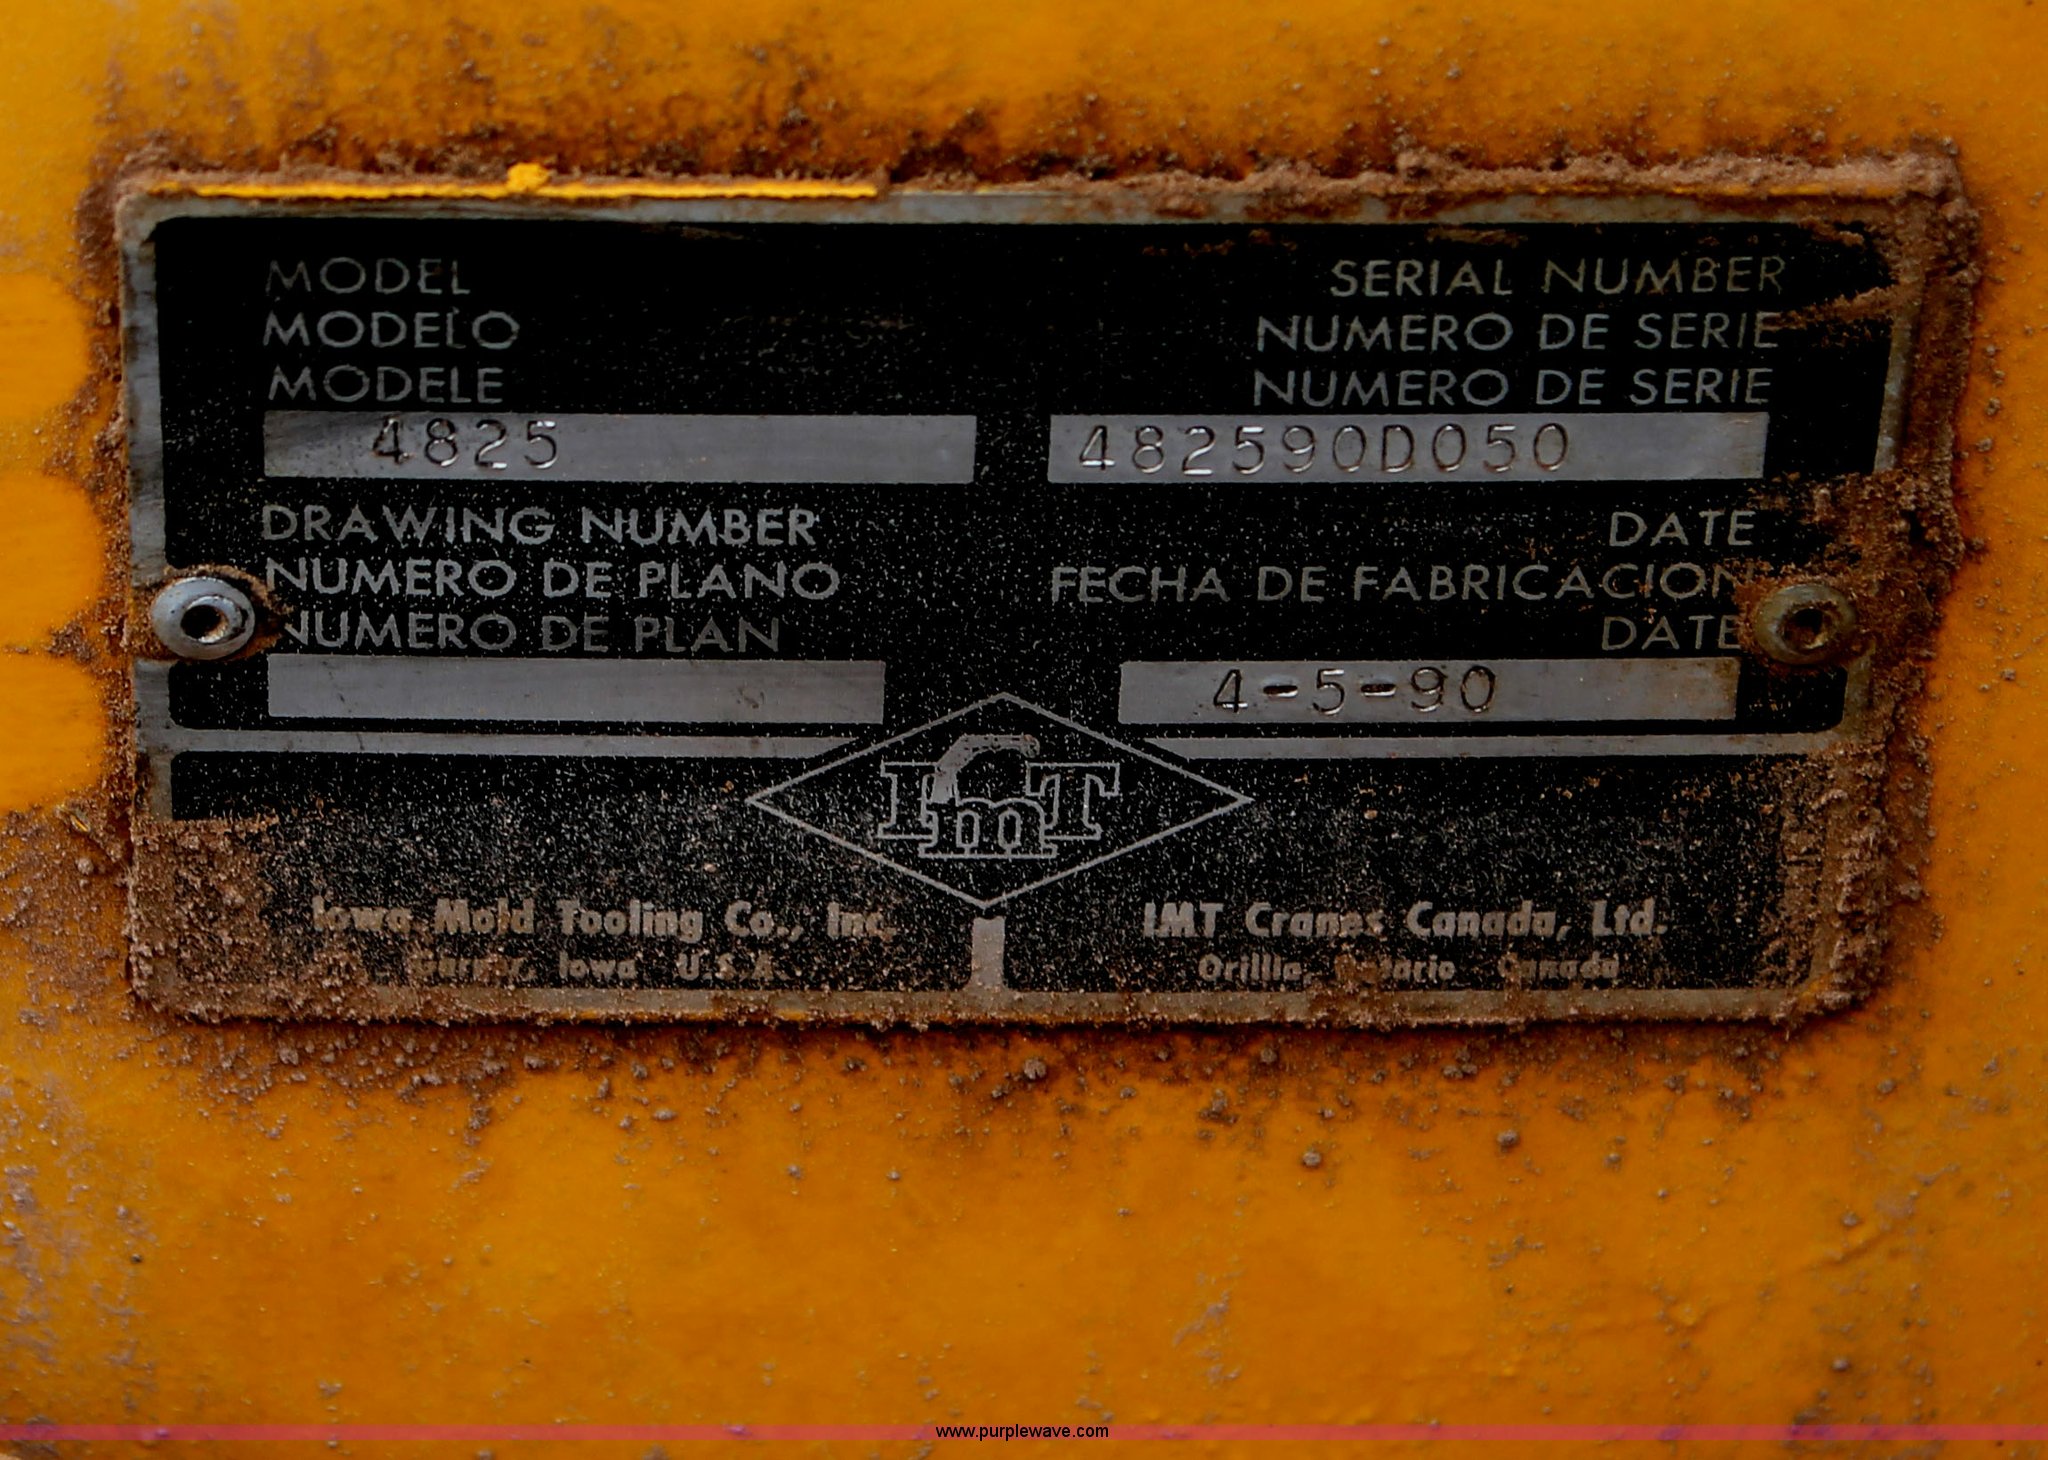 MODEL
MODELO
MODELE
4825
SERIAL NUMBER
NUMERO DE SERIE
NUMERO DE SERIE
482590D050
DRAWING NUMBER
NUMERO DE PLANO
NUMERO DE PLAN
DATE
FECHA DE FABRICACION
DATE
4-5-90
ImT
Iowa Mold Tooling Co., Inc.
Garner, Iowa U.S.A.
IMT Cranes Canada, Ltd.
Orillia, Ontario Canada
www.purplewave.com